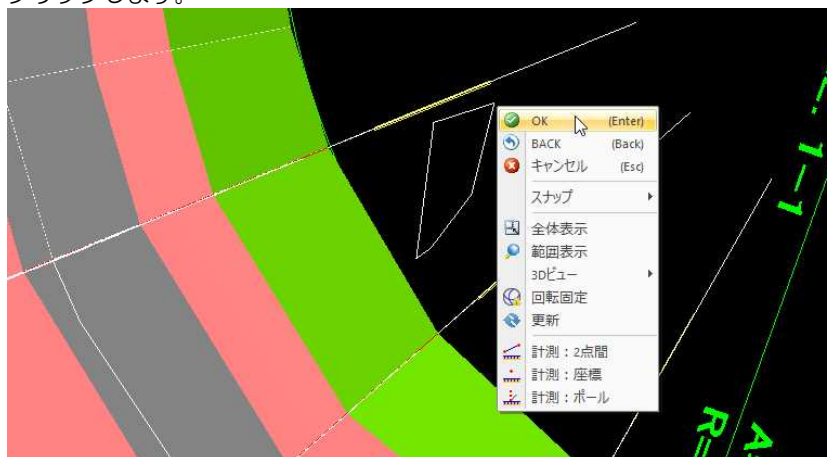 クリックします。
OK (Enter)
BACK (Back)
キャンセル (Esc)
スナップ
全体表示
範囲表示
3Dビュー
回転固定
更新
計測：2点間
計測：座標
計測：ポール
1-1
R=
A=